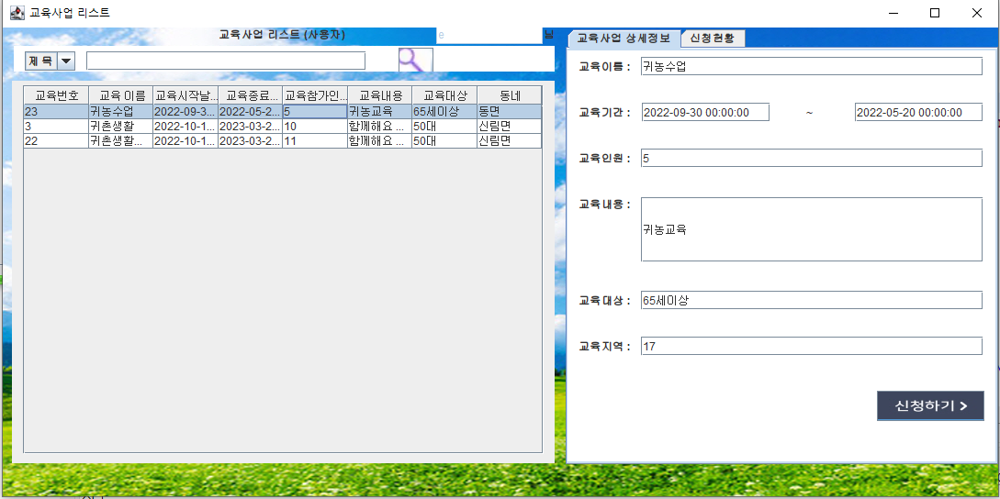 교육사업 리스트
교육사업 리스트 (사용자) e 님
제 목
교육번호 교육 이름 교육시작날... 교육종료... 교육참가인... 교육내용 교육대상 동네
23 귀농수업 2022-09-3... 2022-05-2... 5 귀농교육 65세이상 동면
3 귀촌생활 2022-10-1... 2023-03-2... 10 함께해요 ... 50대 신림면
22 귀촌생활... 2022-10-1... 2023-03-2... 11 함께해요 ... 50대 신림면
교육사업 상세정보 신청현황
교육이름 : 귀농수업
교육기간 : 2022-09-30 00:00:00 ~ 2022-05-20 00:00:00
교육인원 : 5
교육내용 : 귀농교육
교육대상 : 65세이상
교육지역 : 17
신청하기 >